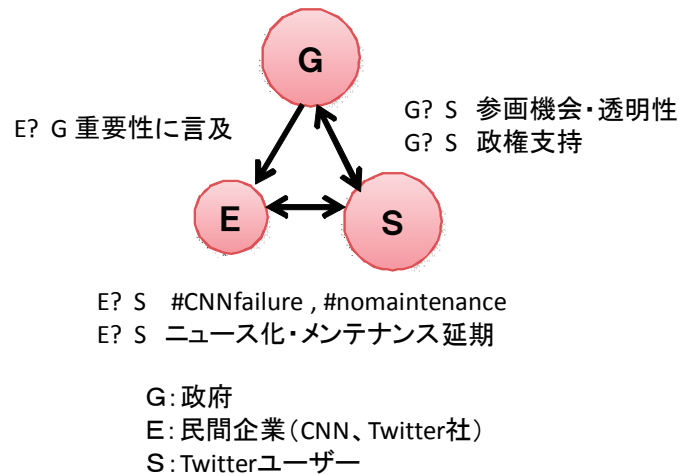 G
E? G 重要性に言及
G? S 参画機会・透明性
G? S 政権支持
E
S
E? S #CNNfailure , #nomaintenance
E? S ニュース化・メンテナンス延期
G:政府
E:民間企業(CNN、Twitter社)
S:Twitterユーザー